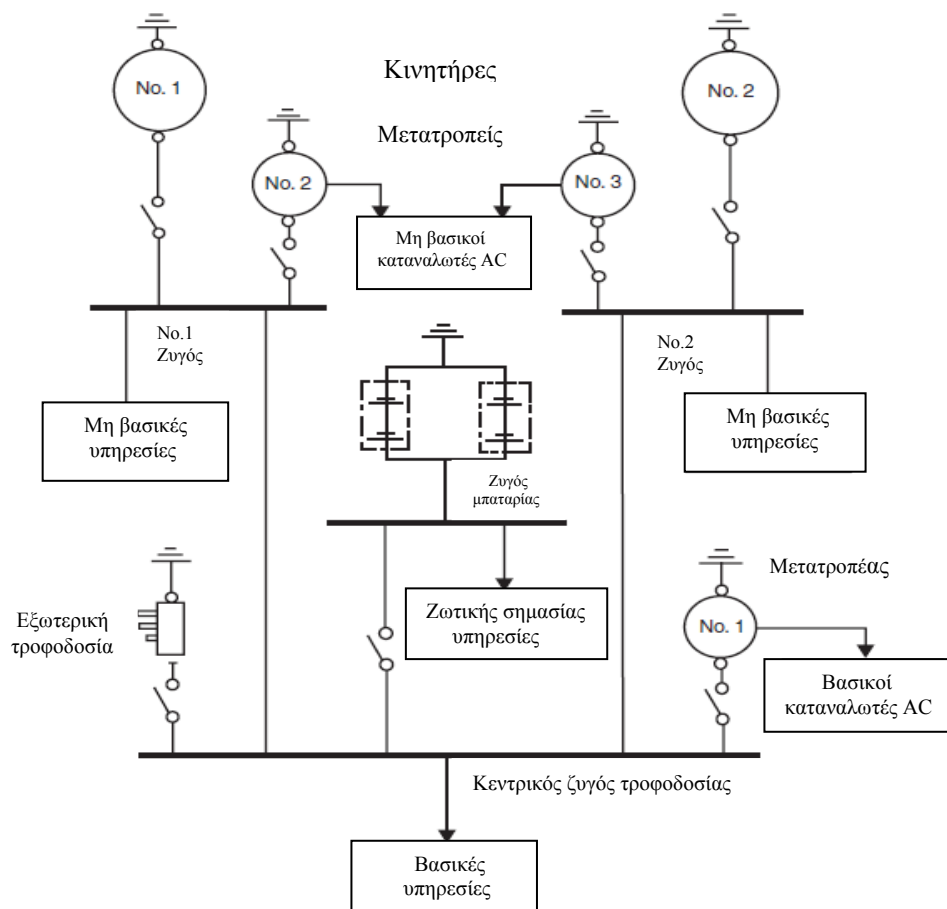 No. 1
Κινητήρες
No. 2
Μετατροπείς
No. 2
No. 3
Μη βασικοί
καταναλωτές AC
No.1
Ζυγός
No.2
Ζυγός
Μη βασικές
υπηρεσίες
Μη βασικές
υπηρεσίες
Ζυγός
μπαταρίας
Εξωτερική
τροφοδοσία
Ζωτικής σημασίας
υπηρεσίες
Μετατροπέας
No. 1
Βασικοί
καταναλωτές AC
Κεντρικός ζυγός τροφοδοσίας
Βασικές
υπηρεσίες